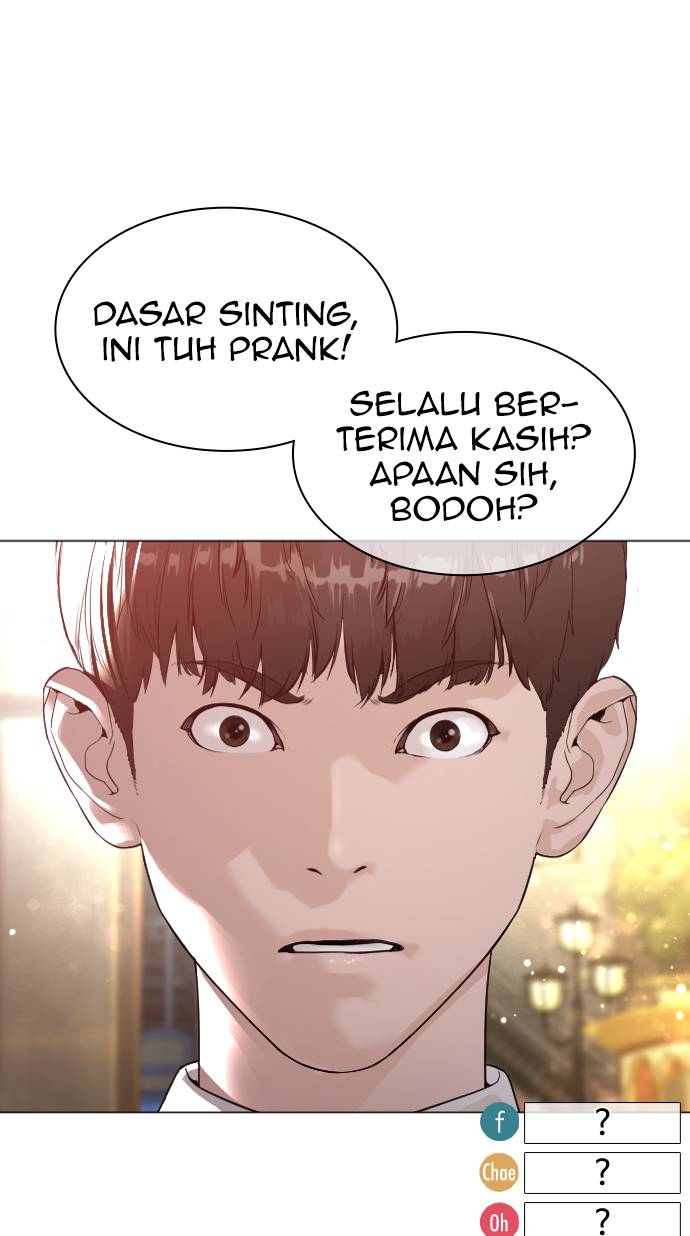 DASAR SINTING,
INI TUH PRANK!
SELALU BER-
TERIMA KASIH?
APAAN SIH,
BODOH?
f ?
Chae ?
Oh ?